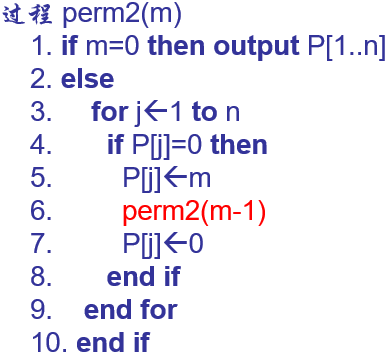 过程 perm2(m)
1. if m=0 then output P[1..n]
2. else
3. for j←1 to n
4. if P[j]=0 then
5. P[j]←m
6. perm2(m-1)
7. P[j]←0
8. end if
9. end for
10. end if